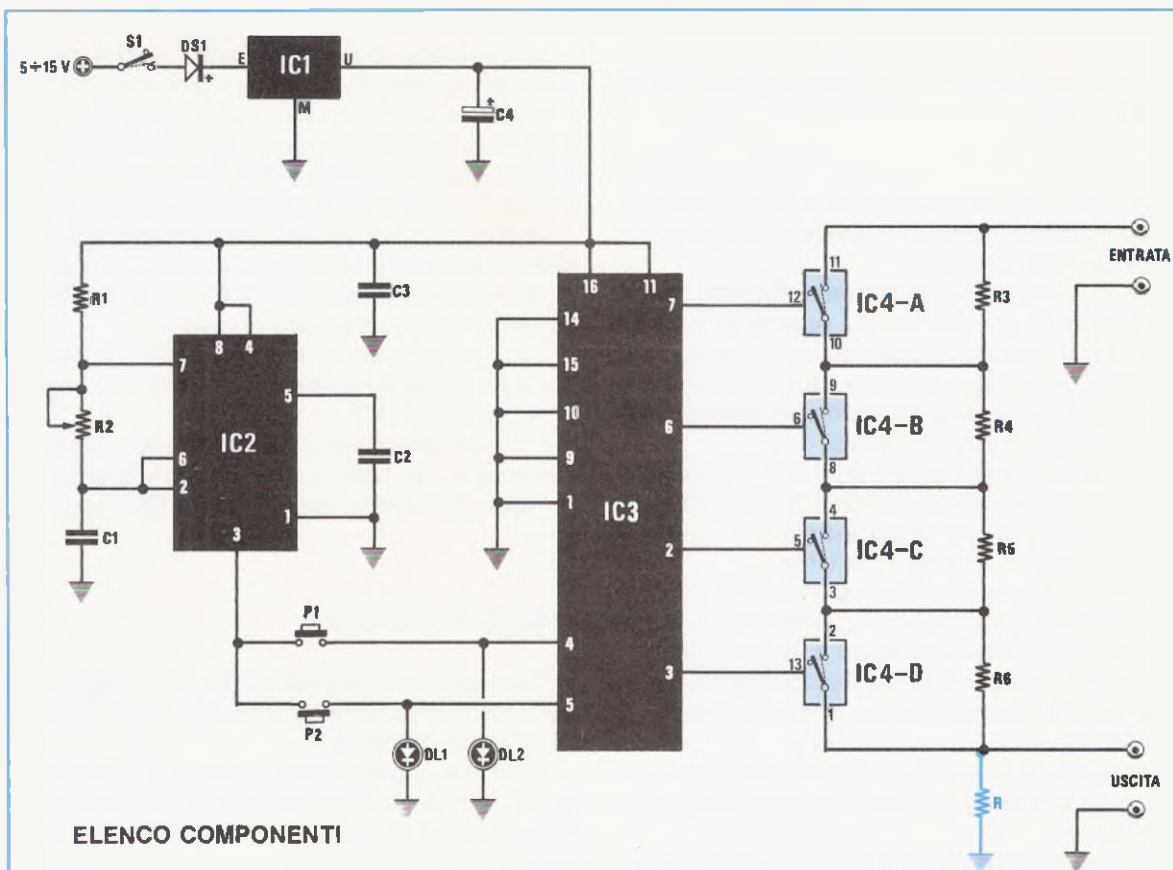 S1
DS1
5÷15 V
E
IC1
U
M
C4
R1
R2
C1
7
6
2
8
4
5
1
3
IC2
C3
C2
P1
P2
DL1
DL2
16
11
14
15
10
9
1
4
5
7
6
2
3
IC3
11
12
10
IC4-A
9
6
8
IC4-B
4
5
3
IC4-C
2
13
1
IC4-D
R3
R4
R5
R6
R
ENTRATA
USCITA
ELENCO COMPONENTI